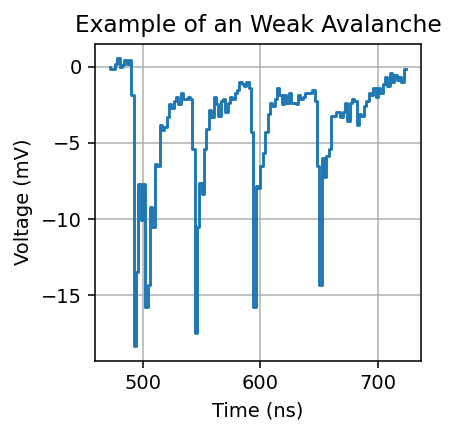 Example of an Weak Avalanche
0
−5
−10
−15
Voltage (mV)
500 600 700
Time (ns)